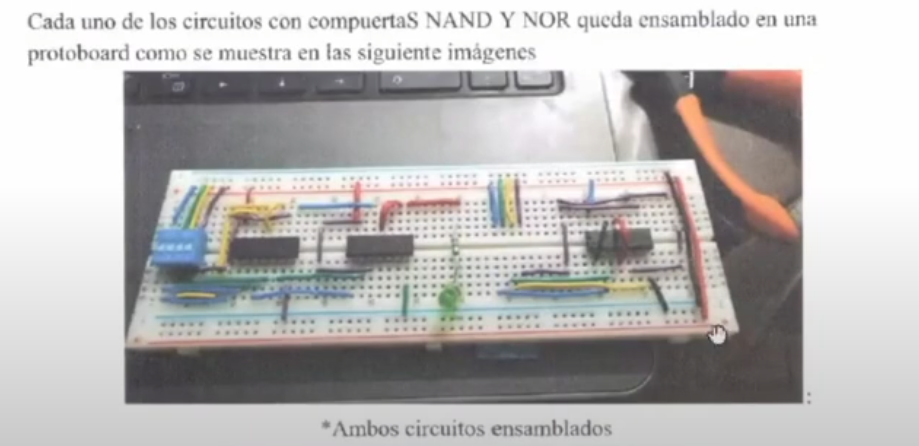 Cada uno de los circuitos con compuertaS NAND Y NOR queda ensamblado en una
protoboard como se muestra en las siguiente imágenes
:
*Ambos circuitos ensamblados